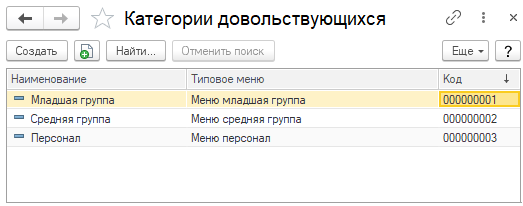 Категории довольствующихся
Создать Найти... Отменить поиск Еще ?
Наименование Типовое меню Код
Младшая группа Меню младшая группа 000000001
Средняя группа Меню средняя группа 000000002
Персонал Меню персонал 000000003